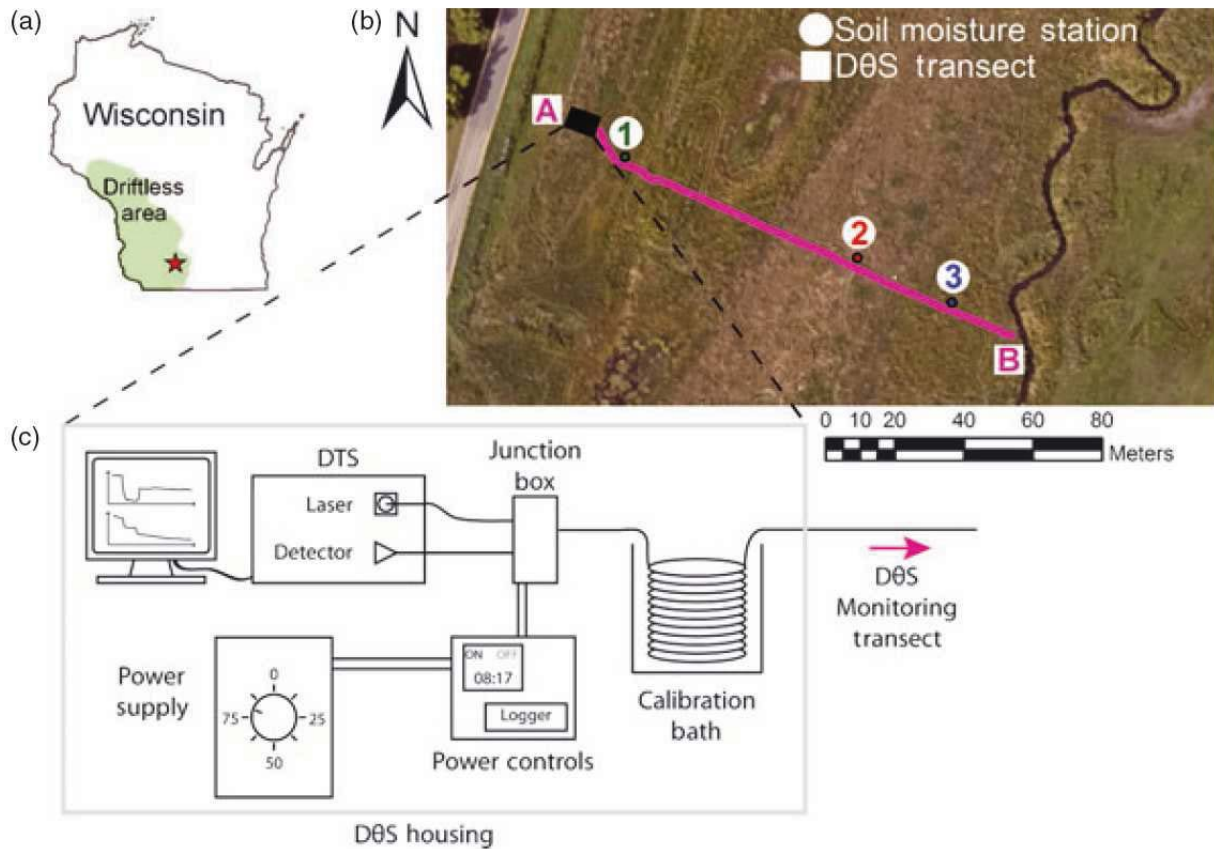 (a)
Wisconsin
Driftless
area
(b)
N
Soil moisture station
DθS transect
A
1
2
3
B
0 10 20 40 60 80
Meters
(c)
DTS
Laser
Detector
Junction
box
Power
supply
0
75
25
50
ON OFF
08:17
Logger
Power controls
Calibration
bath
DθS
Monitoring
transect
DθS housing